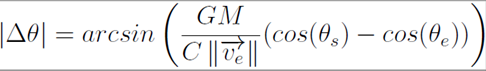 |Δθ| = arcsin( GM / (C ‖v⃗ₑ‖) (cos(θₛ) − cos(θₑ)) )